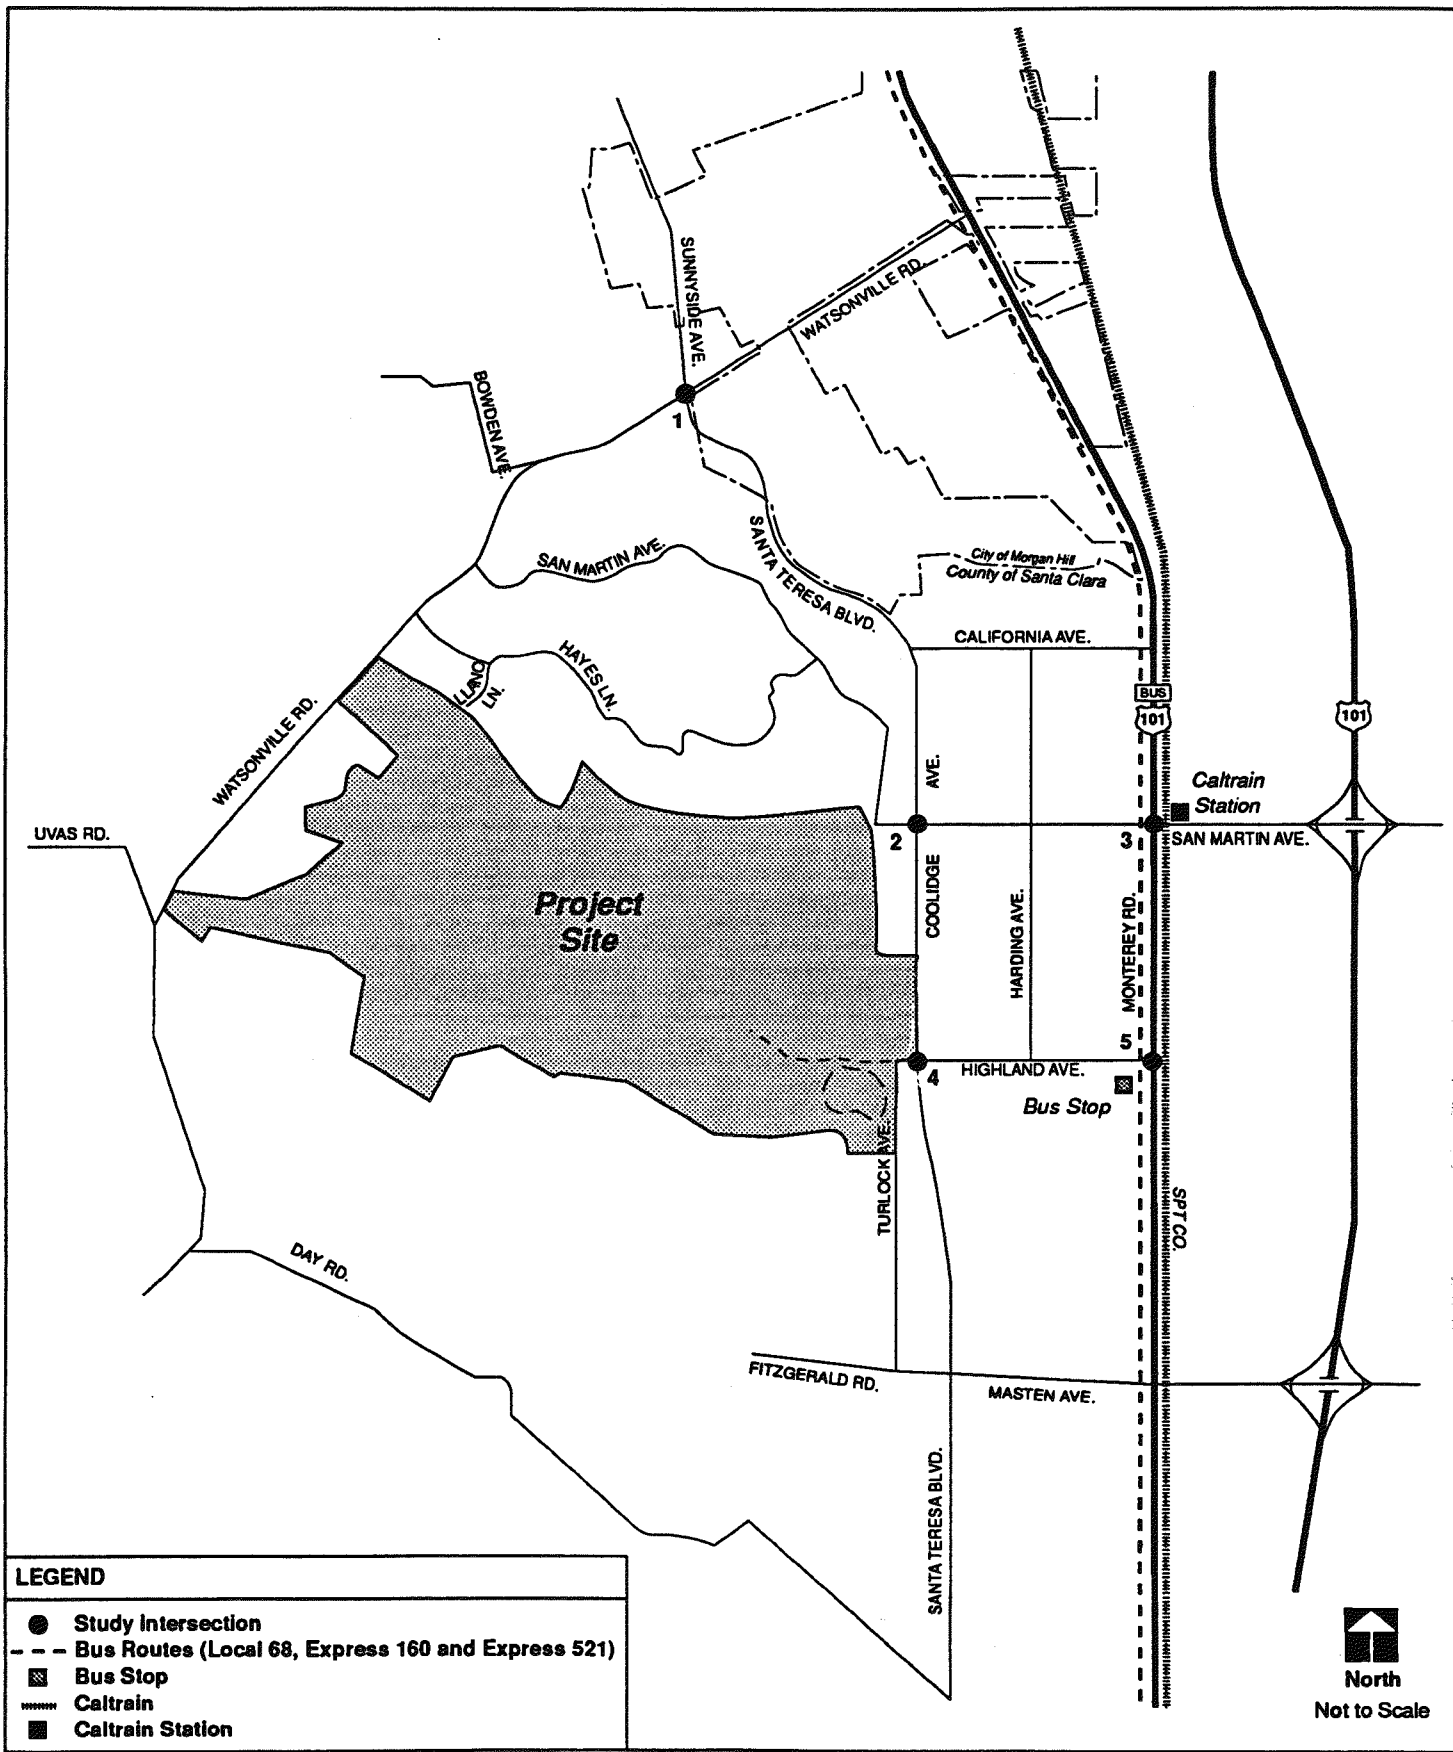 SUNNYSIDE AVE.
WATSONVILLE RD.
BOWDEN AVE.
1
SAN MARTIN AVE.
SANTA TERESA BLVD.
City of Morgan Hill
County of Santa Clara
CALIFORNIA AVE.
HAYES LN.
LLANO
LN.
WATSONVILLE RD.
BUS
101
101
AVE.
Caltrain
Station
UVAS RD.
2
3
SAN MARTIN AVE.
COOLIDGE
Project
Site
HARDING AVE.
MONTEREY RD.
5
4
HIGHLAND AVE.
Bus Stop
TURLOCK AVE.
SPT CO.
DAY RD.
FITZGERALD RD.
MASTEN AVE.
SANTA TERESA BLVD.
LEGEND
Study Intersection
Bus Routes (Local 68, Express 160 and Express 521)
Bus Stop
Caltrain
Caltrain Station
North
Not to Scale